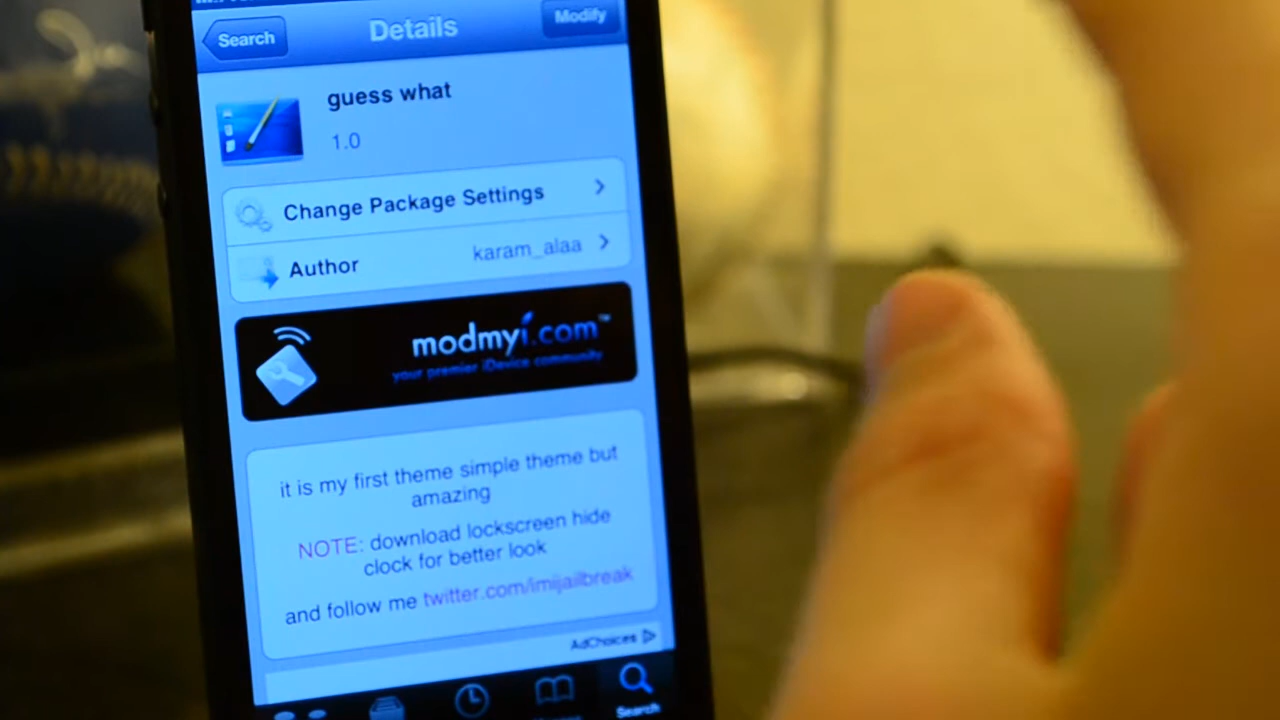 Search
Details
Modify
guess what
1.0
Change Package Settings
Author
karam_alaa
modmyi.com™
your premier iDevice community
it is my first theme simple theme but
amazing
NOTE: download lockscreen hide
clock for better look
and follow me twitter.com/imijailbreak
AdChoices
Search